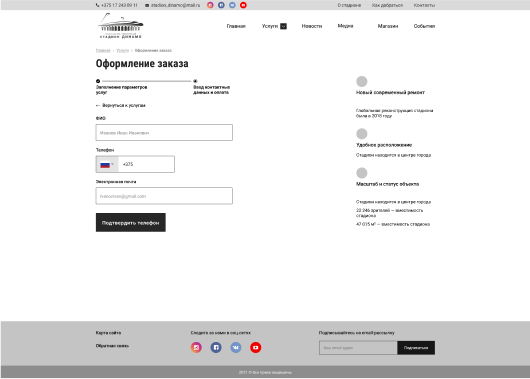 +375 17 243 09 11
stadion_dinamo@mail.ru
О стадионе
Как добраться
Контакты
СТАДИОН ДИНАМО
Главная
Услуги
Новости
Медиа
Магазин
События
Главная / Услуги / Оформление заказа
Оформление заказа
Заполнение параметров услуг
Ввод контактных данных и оплата
← Вернуться к услугам
ФИО
Иванов Иван Иванович
Телефон
+375
Электронная почта
ivanovivan@gmail.com
Подтвердить телефон
Новый современный ремонт
Глобальная реконструкция стадиона
была в 2018 году
Удобное расположение
Стадион находится в центре города
Масштаб и статус объекта
Стадион находится в центре города
22 246 зрителей – вместимость
стадиона
47 015 м² – вместимость стадиона
Карта сайта
Обратная связь
Следите за нами в соц.сетях
Подписывайтесь на email-рассылку
Ваш email адрес
Подписаться
2021 © Все права защищены.